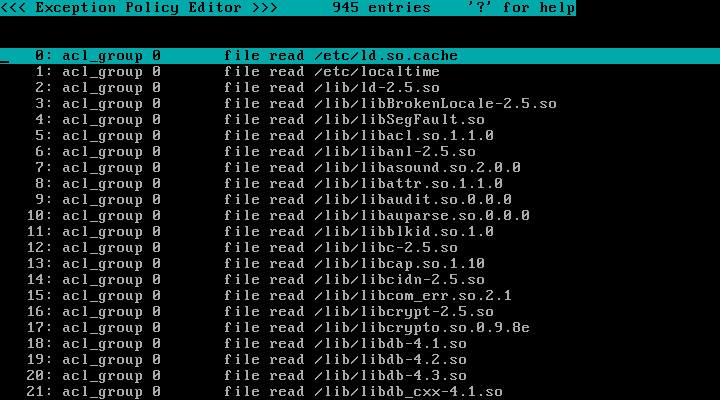 <<< Exception Policy Editor >>>      945 entries    '?' for help
0: acl_group 0       file read /etc/ld.so.cache
1: acl_group 0       file read /etc/localtime
2: acl_group 0       file read /lib/ld-2.5.so
3: acl_group 0       file read /lib/libBrokenLocale-2.5.so
4: acl_group 0       file read /lib/libSegFault.so
5: acl_group 0       file read /lib/libacl.so.1.1.0
6: acl_group 0       file read /lib/libanl-2.5.so
7: acl_group 0       file read /lib/libasound.so.2.0.0
8: acl_group 0       file read /lib/libattr.so.1.1.0
9: acl_group 0       file read /lib/libaudit.so.0.0.0
10: acl_group 0       file read /lib/libauparse.so.0.0.0
11: acl_group 0       file read /lib/libblkid.so.1.0
12: acl_group 0       file read /lib/libc-2.5.so
13: acl_group 0       file read /lib/libcap.so.1.10
14: acl_group 0       file read /lib/libcidn-2.5.so
15: acl_group 0       file read /lib/libcom_err.so.2.1
16: acl_group 0       file read /lib/libcrypt-2.5.so
17: acl_group 0       file read /lib/libcrypto.so.0.9.8e
18: acl_group 0       file read /lib/libdb-4.1.so
19: acl_group 0       file read /lib/libdb-4.2.so
20: acl_group 0       file read /lib/libdb-4.3.so
21: acl_group 0       file read /lib/libdb_cxx-4.1.so